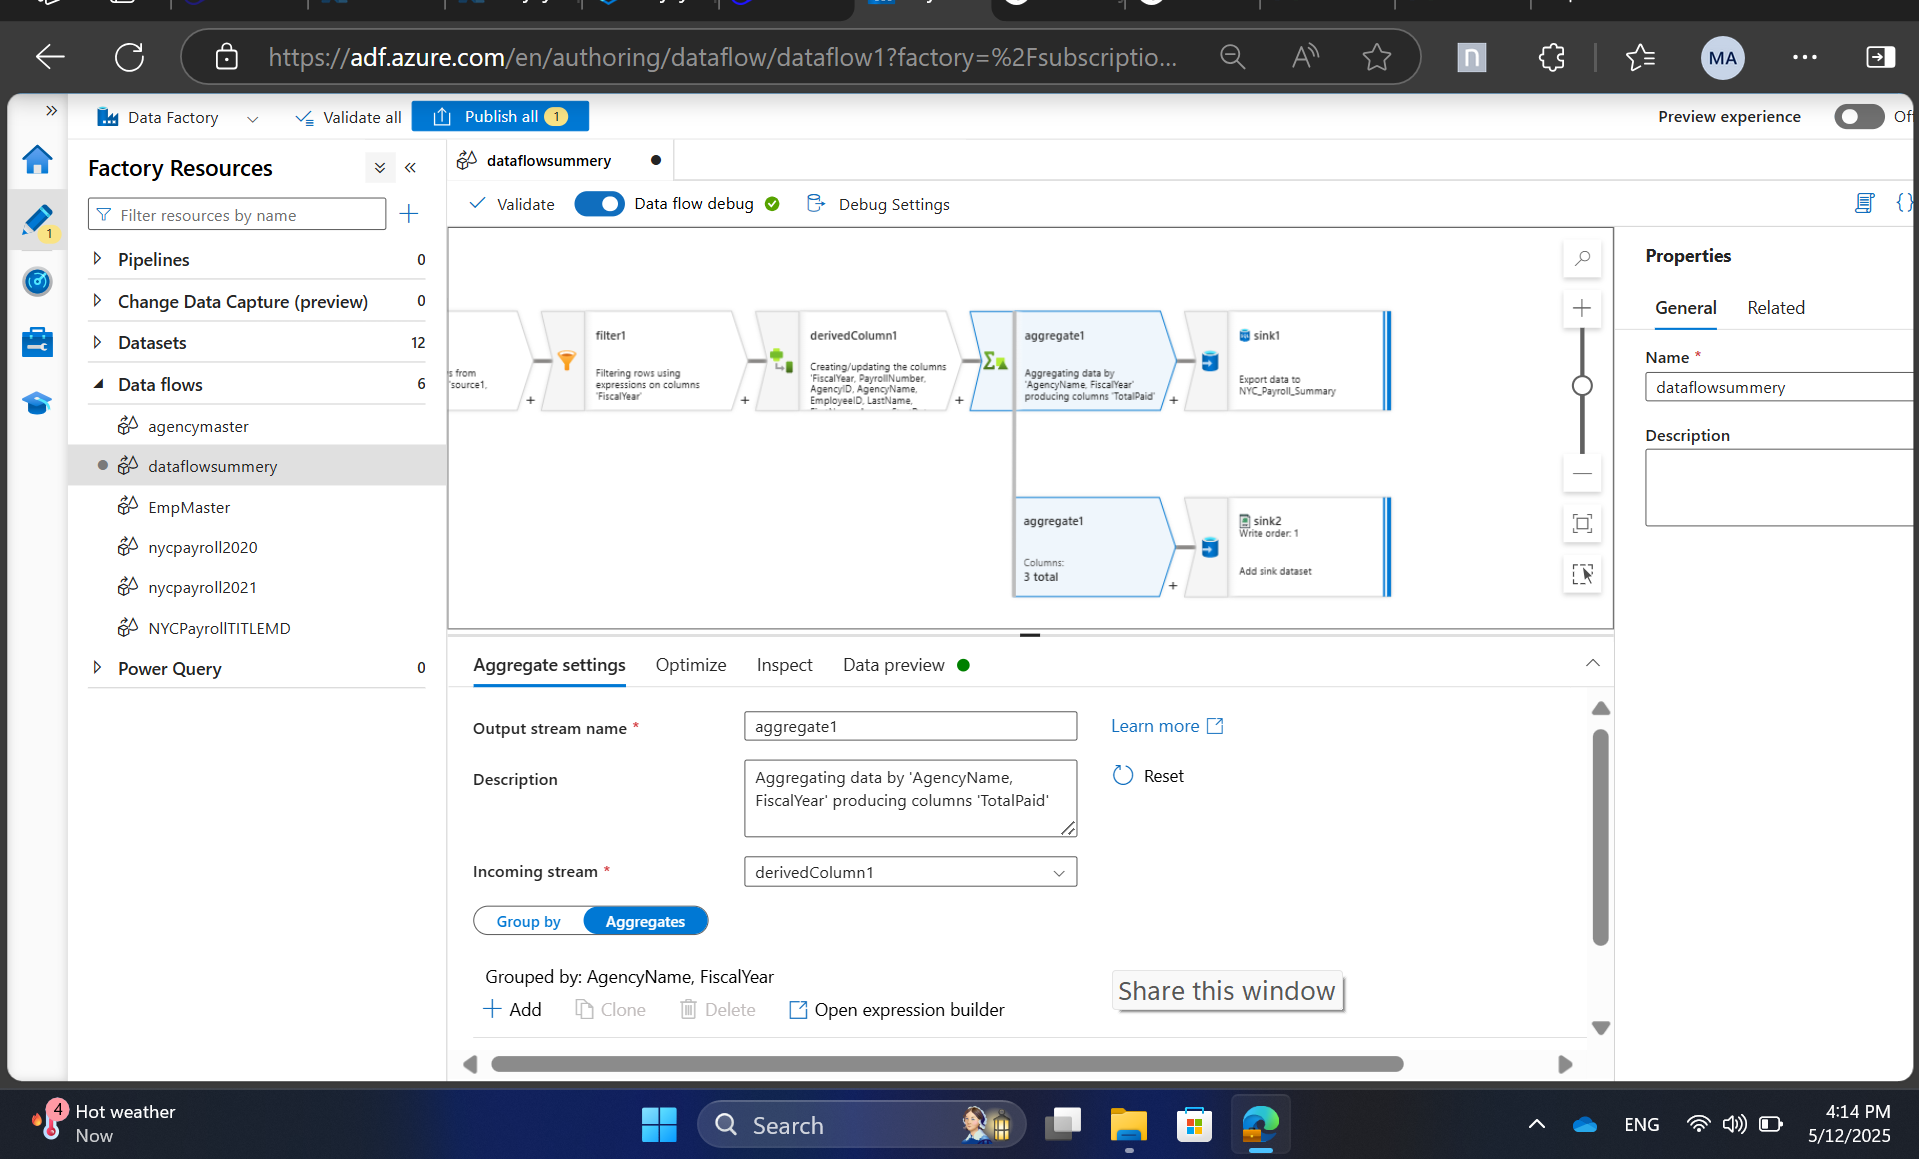 https://adf.azure.com/en/authoring/dataflow/dataflow1?factory=%2Fsubscriptio...
MA
Data Factory
Validate all
Publish all 1
Preview experience
Of
Factory Resources
Filter resources by name
1
Pipelines 0
Change Data Capture (preview) 0
Datasets 12
Data flows 6
agencymaster
dataflowsummery
EmpMaster
nycpayroll2020
nycpayroll2021
NYCPayrollTITLEMD
Power Query 0
dataflowsummery
Validate
Data flow debug
Debug Settings
{}
s from
'source1,
+
filter1
Filtering rows using
expressions on columns
'FiscalYear'
+
derivedColumn1
Creating/updating the columns
'FiscalYear, PayrollNumber,
AgencyID, AgencyName,
EmployeeID, LastName,
+
aggregate1
Aggregating data by
'AgencyName, FiscalYear'
producing columns 'TotalPaid'
+
sink1
Export data to
NYC_Payroll_Summary
aggregate1
Columns:
3 total
+
sink2
Write order: 1
Add sink dataset
Properties
General Related
Name *
dataflowsummery
Description
Aggregate settings Optimize Inspect Data preview
Output stream name *
aggregate1
Learn more
Description
Aggregating data by 'AgencyName,
FiscalYear' producing columns 'TotalPaid'
Reset
Incoming stream *
derivedColumn1
Group by Aggregates
Grouped by: AgencyName, FiscalYear
Add Clone Delete Open expression builder
Share this window
4
Hot weather
Now
Search
ENG
4:14 PM
5/12/2025